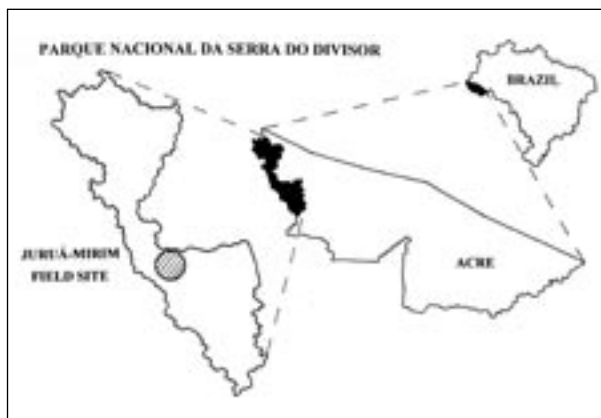 PARQUE NACIONAL DA SERRA DO DIVISOR
BRAZIL
JURUÁ-MIRIM
FIELD SITE
ACRE